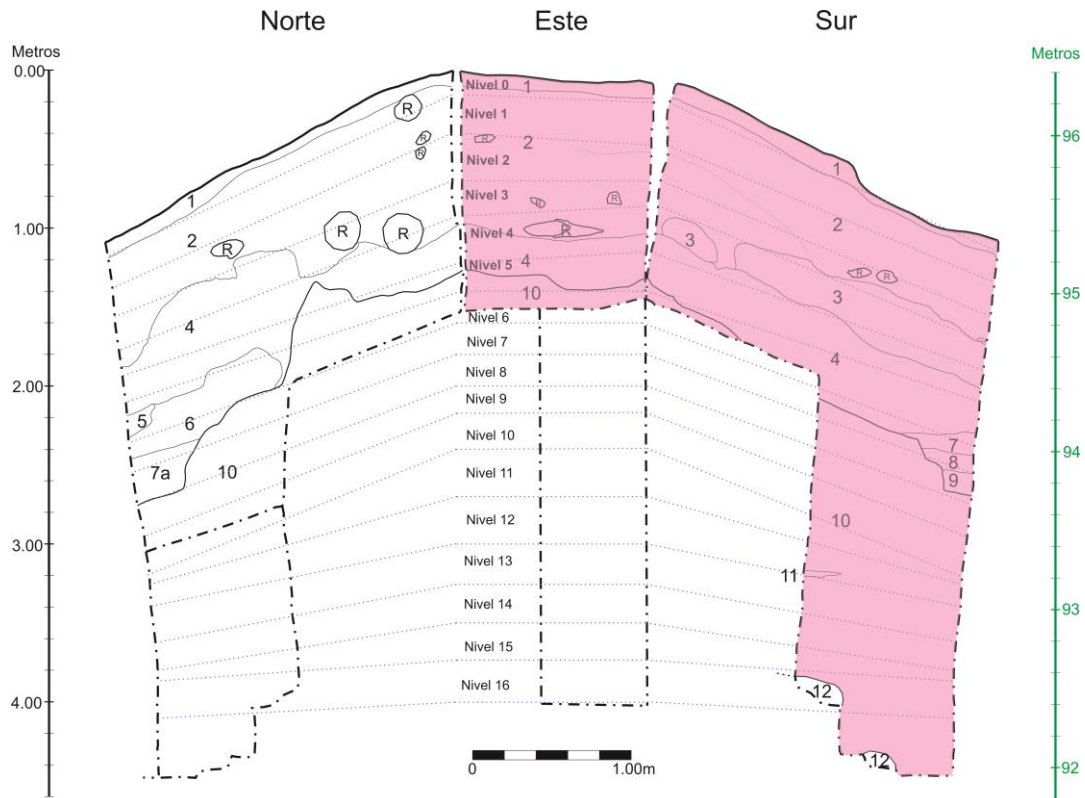 Norte Este Sur
Metros Metros
0.00
Nivel 0 1
R Nivel 1
96
R R 2
R Nivel 2
1
1 Nivel 3 R R
2 R R R Nivel 4 R 3 2
R R
4 Nivel 5
1.00
95
10 3
4 Nivel 6
Nivel 7 4
Nivel 8
2.00
Nivel 9
5 6
Nivel 10 7
94
7a 10 Nivel 11 8
9
Nivel 12 10
3.00
Nivel 13 11
93
Nivel 14
Nivel 15
Nivel 16 12
4.00
12
92
0 1.00m